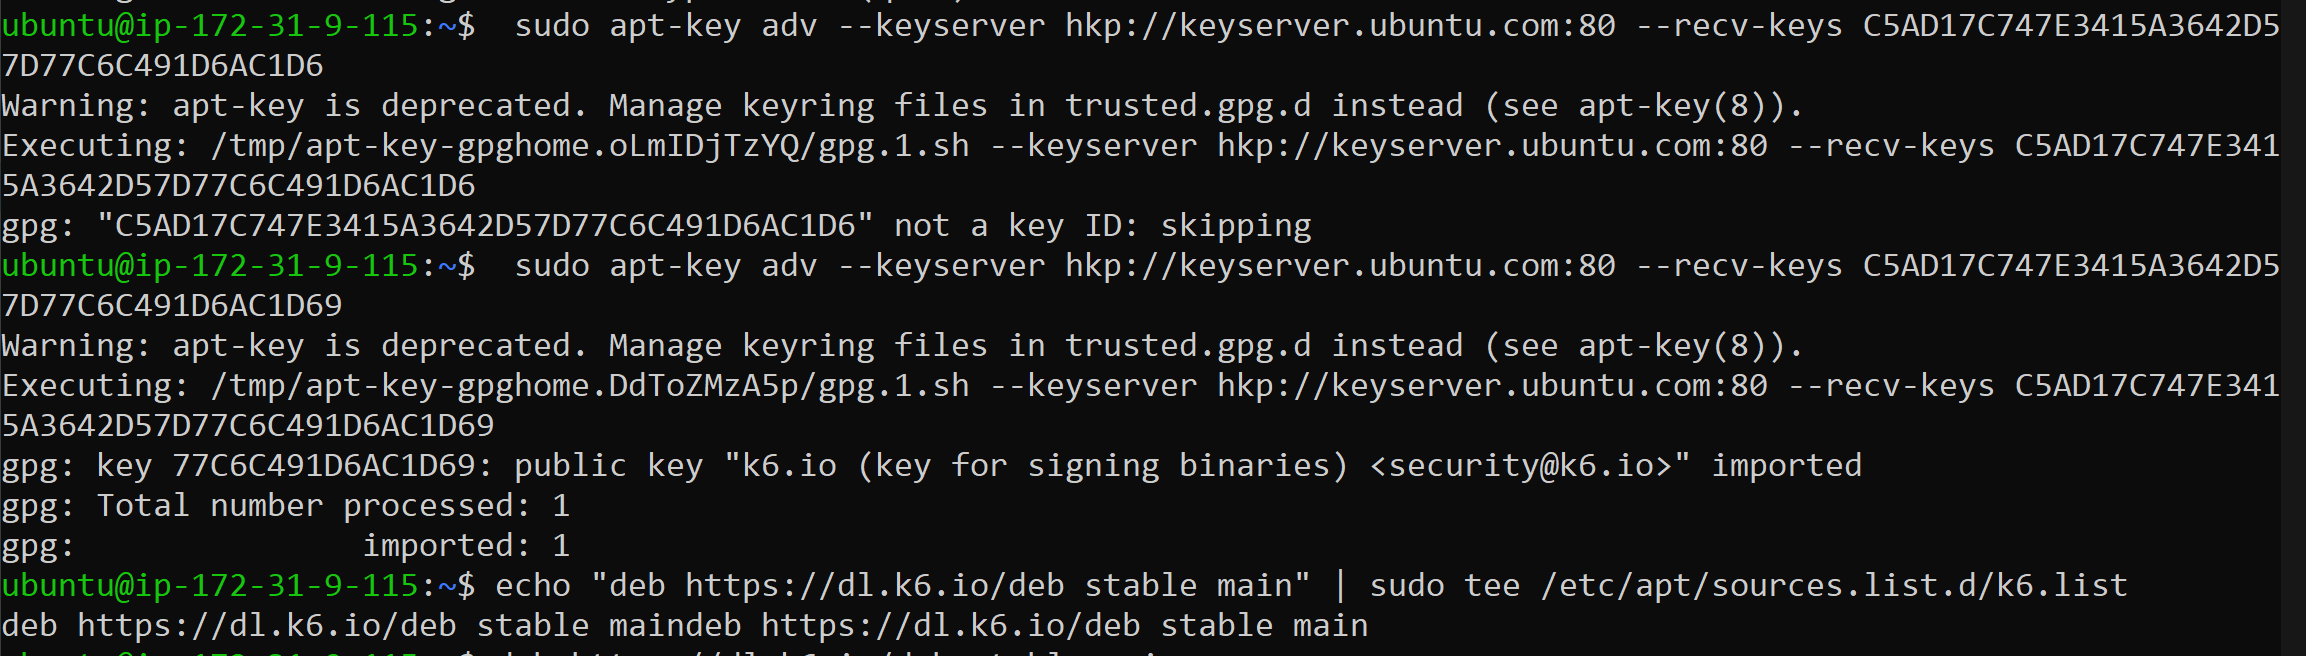 ubuntu@ip-172-31-9-115:~$  sudo apt-key adv --keyserver hkp://keyserver.ubuntu.com:80 --recv-keys C5AD17C747E3415A3642D5
7D77C6C491D6AC1D6
Warning: apt-key is deprecated. Manage keyring files in trusted.gpg.d instead (see apt-key(8)).
Executing: /tmp/apt-key-gpghome.oLmIDjTzYQ/gpg.1.sh --keyserver hkp://keyserver.ubuntu.com:80 --recv-keys C5AD17C747E341
5A3642D57D77C6C491D6AC1D6
gpg: "C5AD17C747E3415A3642D57D77C6C491D6AC1D6" not a key ID: skipping
ubuntu@ip-172-31-9-115:~$  sudo apt-key adv --keyserver hkp://keyserver.ubuntu.com:80 --recv-keys C5AD17C747E3415A3642D5
7D77C6C491D6AC1D69
Warning: apt-key is deprecated. Manage keyring files in trusted.gpg.d instead (see apt-key(8)).
Executing: /tmp/apt-key-gpghome.DdToZMzA5p/gpg.1.sh --keyserver hkp://keyserver.ubuntu.com:80 --recv-keys C5AD17C747E341
5A3642D57D77C6C491D6AC1D69
gpg: key 77C6C491D6AC1D69: public key "k6.io (key for signing binaries) <security@k6.io>" imported
gpg: Total number processed: 1
gpg:               imported: 1
ubuntu@ip-172-31-9-115:~$ echo "deb https://dl.k6.io/deb stable main" | sudo tee /etc/apt/sources.list.d/k6.list
deb https://dl.k6.io/deb stable maindeb https://dl.k6.io/deb stable main